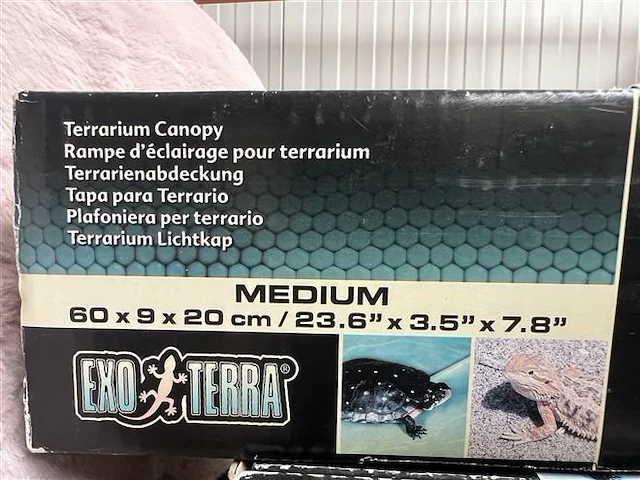 Terrarium Canopy
Rampe d'éclairage pour terrarium
Terrarienabdeckung
Tapa para Terrario
Plafoniera per terrario
Terrarium Lichtkap
MEDIUM
60 x 9 x 20 cm / 23.6” x 3.5” x 7.8”
EXO TERRA®